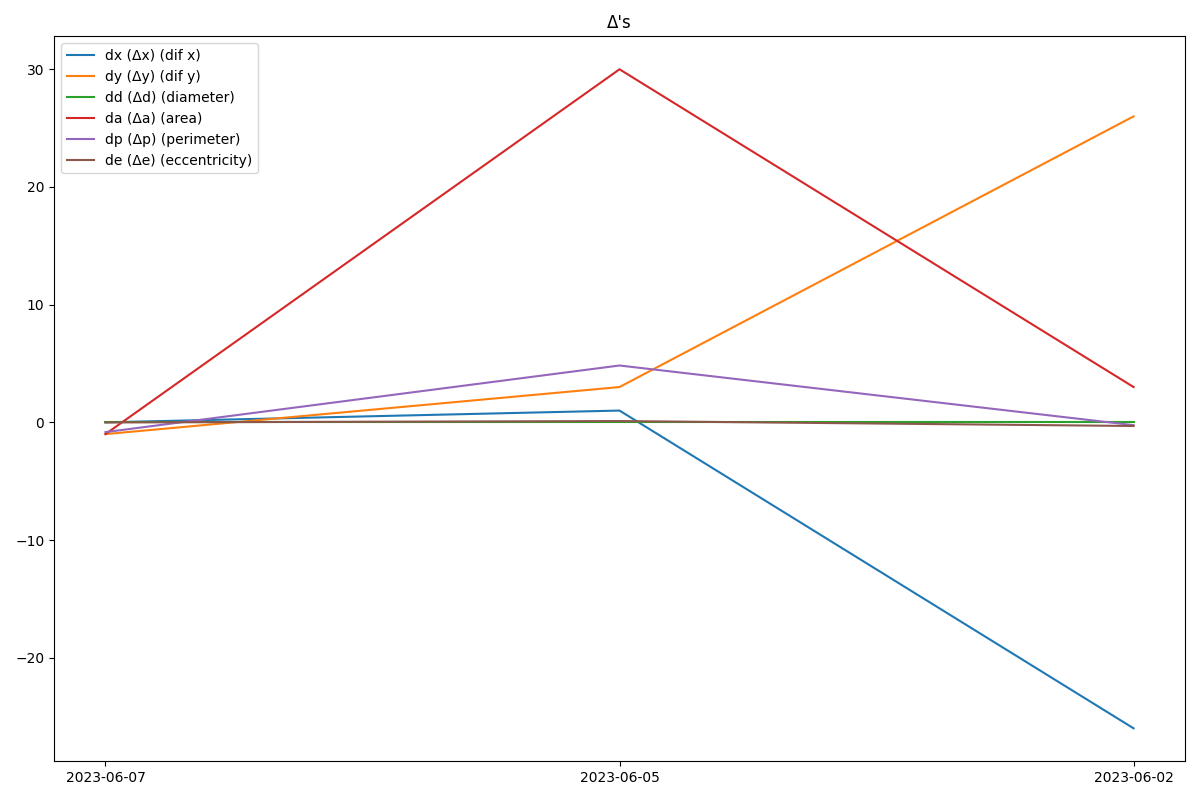 Δ's
dx (Δx) (dif x)
dy (Δy) (dif y)
dd (Δd) (diameter)
da (Δa) (area)
dp (Δp) (perimeter)
de (Δe) (eccentricity)
30
20
10
0
−10
−20
2023-06-07 2023-06-05 2023-06-02